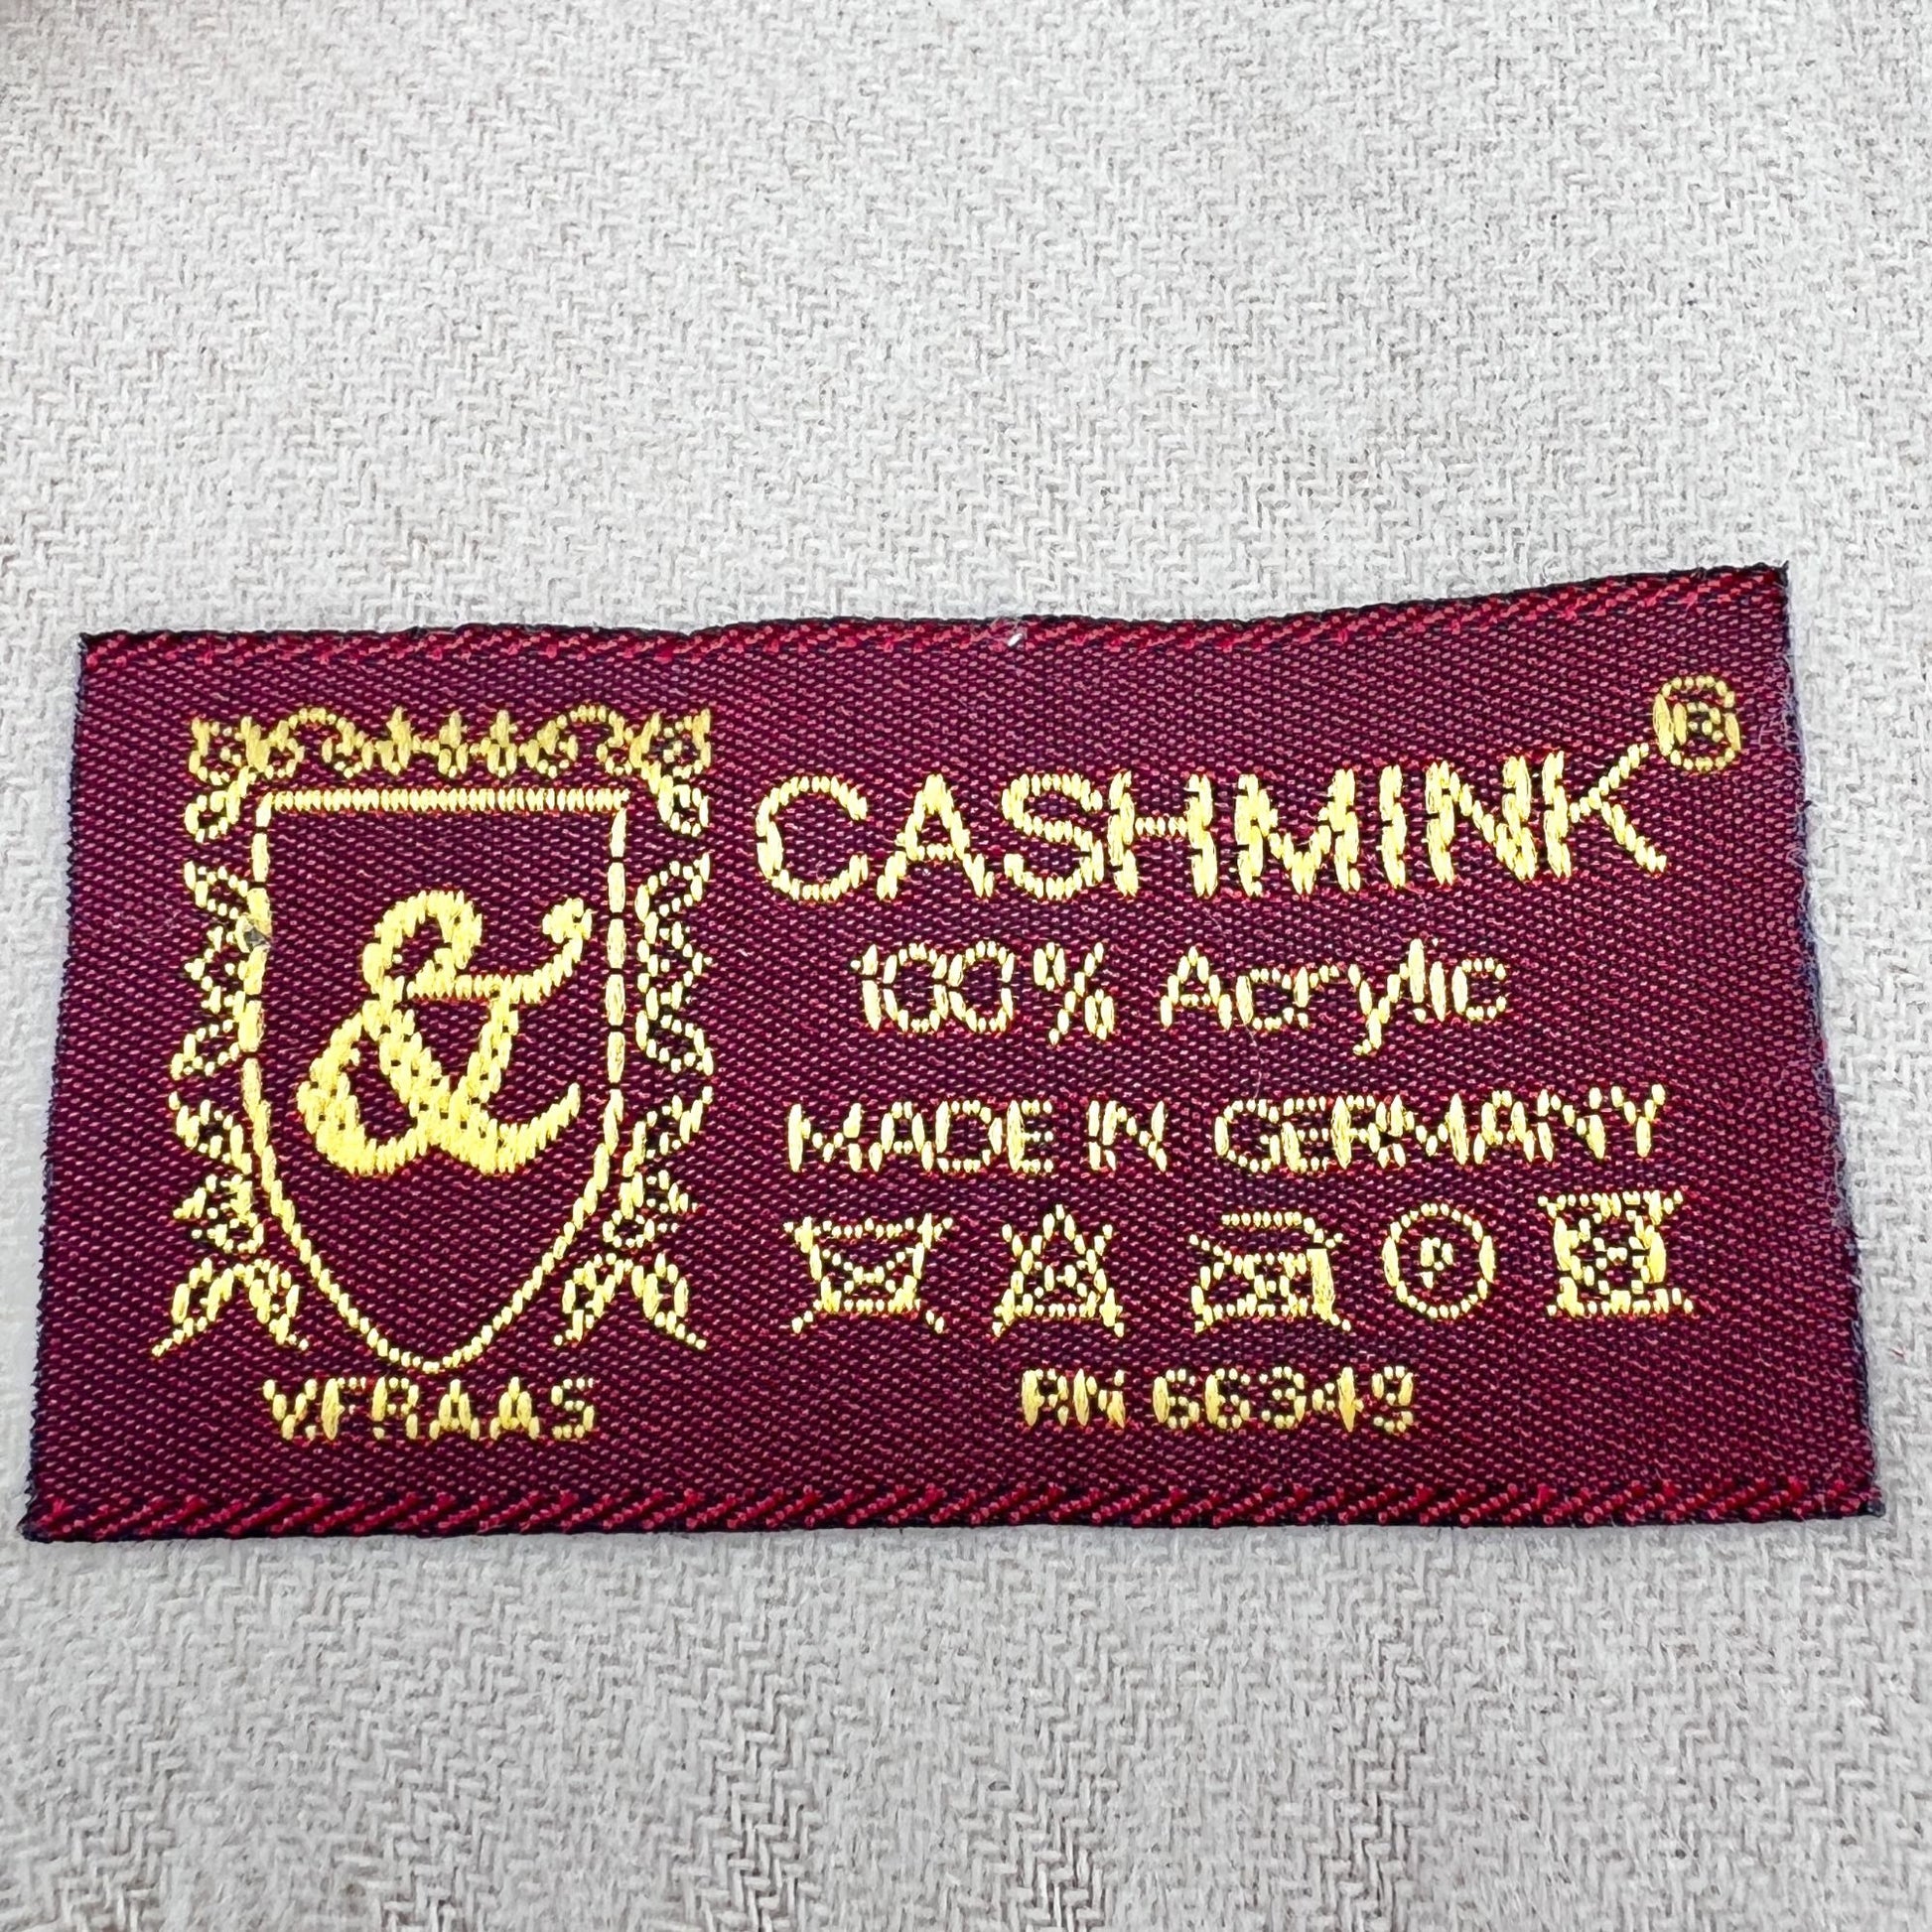 &
V.FRAAS
CASHMINK®
100% Acrylic
MADE IN GERMANY
P
RN 66349